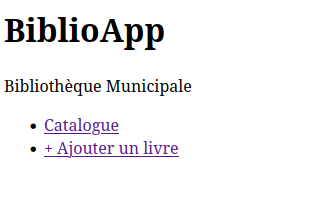 BiblioApp
Bibliothèque Municipale
Catalogue
+ Ajouter un livre